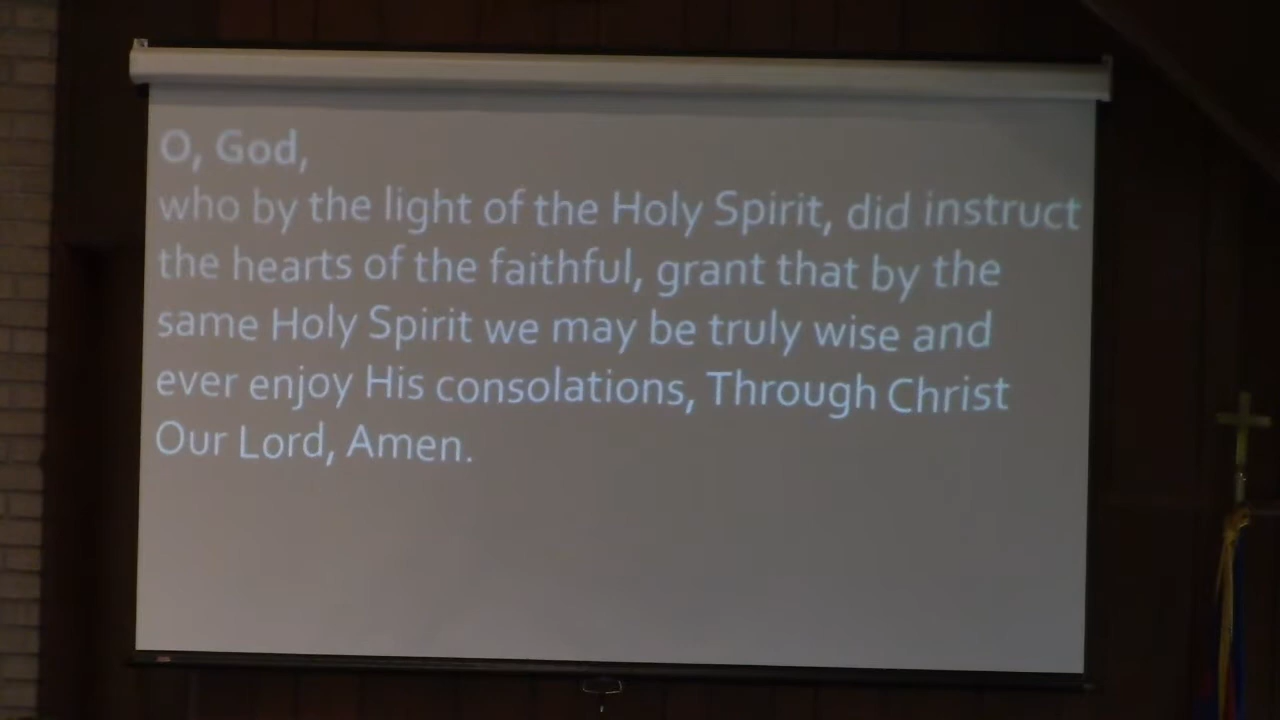 O, God,
who by the light of the Holy Spirit, did instruct
the hearts of the faithful, grant that by the
same Holy Spirit we may be truly wise and
ever enjoy His consolations, Through Christ
Our Lord, Amen.